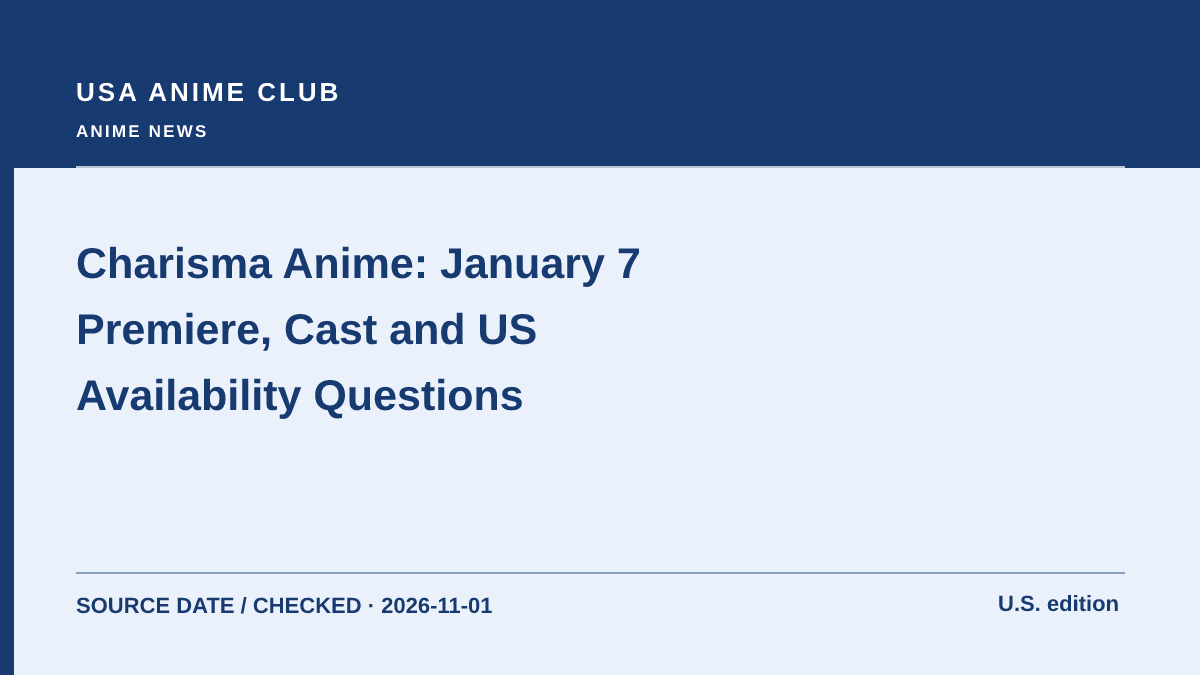 USA ANIME CLUB
ANIME NEWS
Charisma Anime: January 7
Premiere, Cast and US
Availability Questions
SOURCE DATE / CHECKED · 2026-11-01
U.S. edition